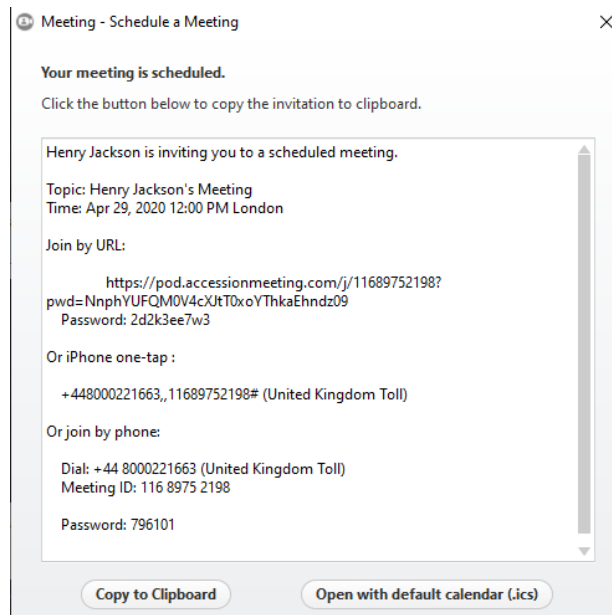 Meeting - Schedule a Meeting
Your meeting is scheduled.
Click the button below to copy the invitation to clipboard.
Henry Jackson is inviting you to a scheduled meeting.
Topic: Henry Jackson's Meeting
Time: Apr 29, 2020 12:00 PM London
Join by URL:
https://pod.accessionmeeting.com/j/11689752198?
pwd=NnphYUFQM0V4cXJtT0xoYThkaEhndz09
Password: 2d2k3ee7w3
Or iPhone one-tap :
+448000221663,,11689752198# (United Kingdom Toll)
Or join by phone:
Dial: +44 8000221663 (United Kingdom Toll)
Meeting ID: 116 8975 2198
Password: 796101
Copy to Clipboard
Open with default calendar (.ics)